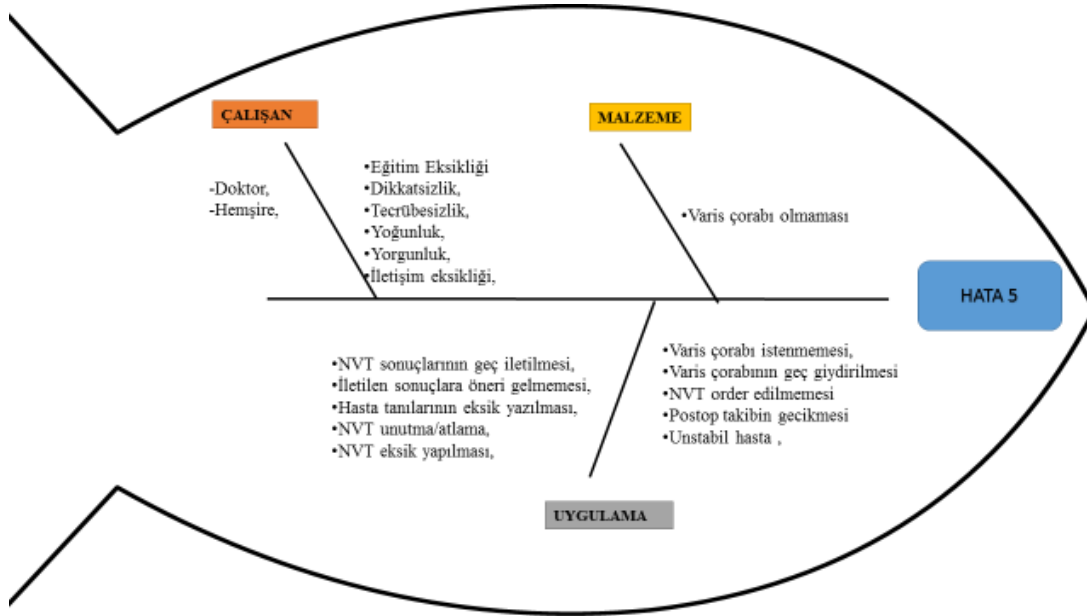 ÇALIŞAN
MALZEME
-Doktor,
-Hemşire,
•Eğitim Eksikliği
•Dikkatsizlik,
•Tecrübesizlik,
•Yoğunluk,
•Yorgunluk,
•İletişim eksikliği,
•Varis çorabı olmaması
HATA 5
•NVT sonuçlarının geç iletilmesi,
•İletilen sonuçlara öneri gelmemesi,
•Hasta tanılarının eksik yazılması,
•NVT unutma/atlama,
•NVT eksik yapılması,
•Varis çorabı istenmemesi,
•Varis çorabının geç giydirilmesi
•NVT order edilmemesi
•Postop takibin gecikmesi
•Unstabil hasta ,
UYGULAMA